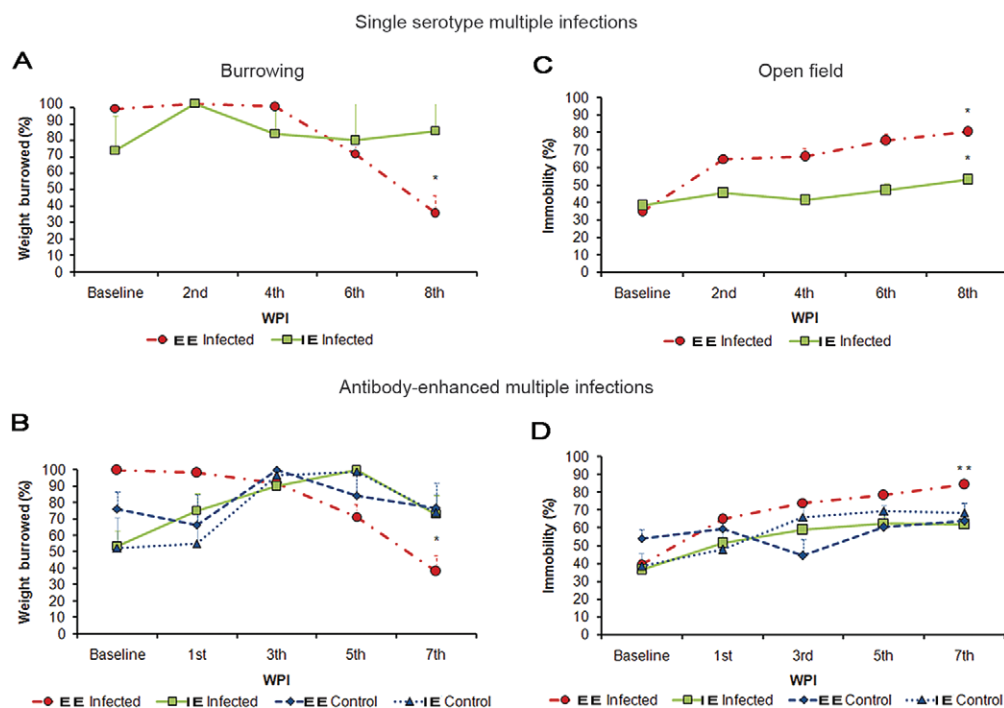 Single serotype multiple infections
A
Burrowing
Weight burrowed (%)
100
90
80
70
60
50
40
30
20
10
0
*
Baseline 2nd 4th 6th 8th
WPI
EE Infected IE Infected
C
Open field
Immobility (%)
100
90
80
70
60
50
40
30
20
10
0
*
*
Baseline 2nd 4th 6th 8th
WPI
EE Infected IE Infected
Antibody-enhanced multiple infections
B
Weight burrowed (%)
100
90
80
70
60
50
40
30
20
10
0
*
Baseline 1st 3th 5th 7th
WPI
EE Infected IE Infected EE Control IE Control
D
Immobility (%)
100
90
80
70
60
50
40
30
20
10
0
**
Baseline 1st 3rd 5th 7th
WPI
EE Infected IE Infected EE Control IE Control